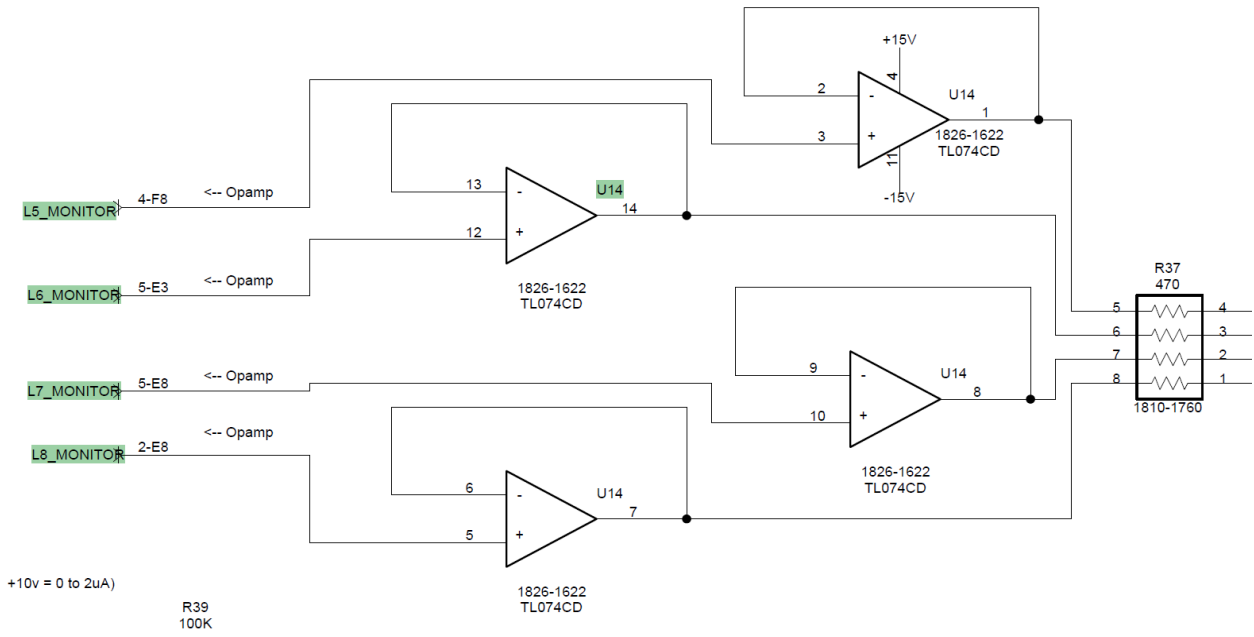 +15V
4
2
-
U14
1
3
+
1826-1622
TL074CD
11
-15V
L5_MONITOR
4-F8
<-- Opamp
13
-
U14
14
12
+
1826-1622
TL074CD
L6_MONITOR
5-E3
<-- Opamp
R37
470
5
4
6
3
7
2
8
1
1810-1760
L7_MONITOR
5-E8
<-- Opamp
9
-
U14
8
10
+
1826-1622
TL074CD
L8_MONITOR
2-E8
<-- Opamp
6
-
U14
7
5
+
1826-1622
TL074CD
+10v = 0 to 2uA)
R39
100K